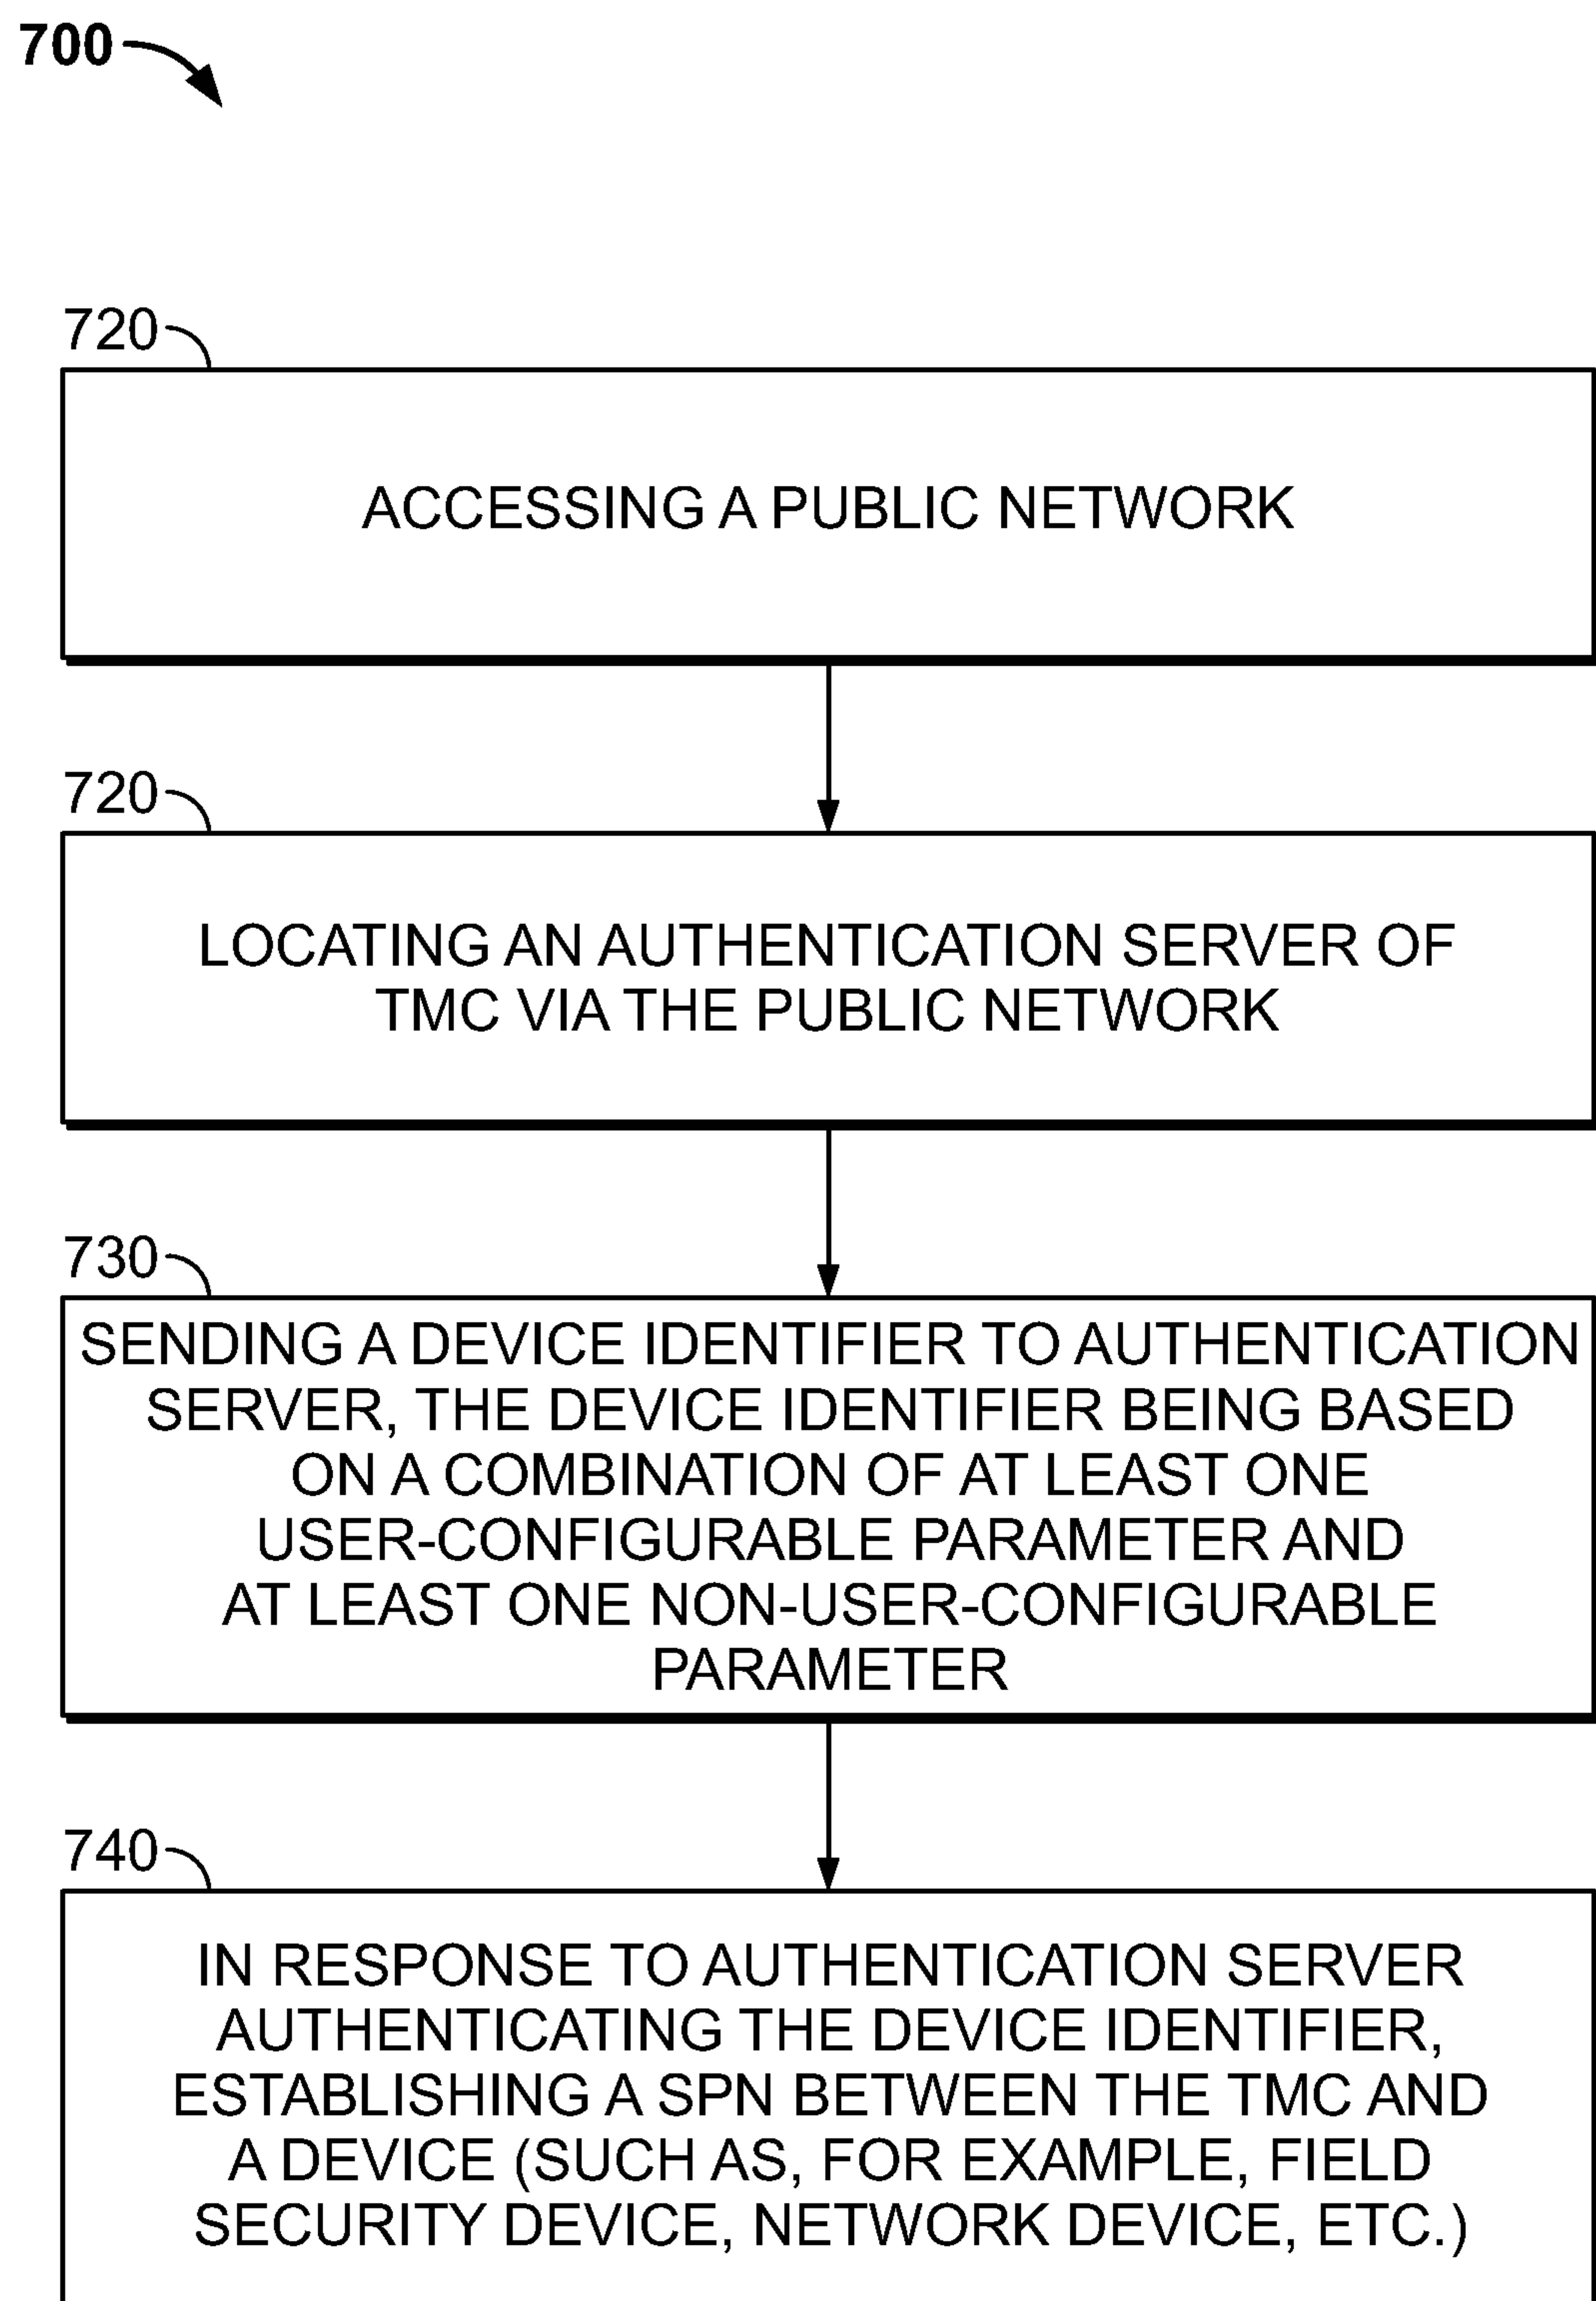 700
720
ACCESSING A PUBLIC NETWORK
720
LOCATING AN AUTHENTICATION SERVER OF
TMC VIA THE PUBLIC NETWORK
730
SENDING A DEVICE IDENTIFIER TO AUTHENTICATION
SERVER, THE DEVICE IDENTIFIER BEING BASED
ON A COMBINATION OF AT LEAST ONE
USER-CONFIGURABLE PARAMETER AND
AT LEAST ONE NON-USER-CONFIGURABLE
PARAMETER
740
IN RESPONSE TO AUTHENTICATION SERVER
AUTHENTICATING THE DEVICE IDENTIFIER,
ESTABLISHING A SPN BETWEEN THE TMC AND
A DEVICE (SUCH AS, FOR EXAMPLE, FIELD
SECURITY DEVICE, NETWORK DEVICE, ETC.)